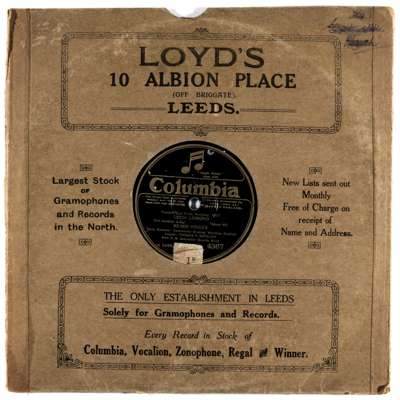 LOYD'S
10 ALBION PLACE
(OFF BRIGGATE).
LEEDS.
Largest Stock
OF
Gramophones
and Records
in the North.
Columbia
New Lists sent out
Monthly
Free of Charge on
receipt of
Name and Address.
THE ONLY ESTABLISHMENT IN LEEDS
Solely for Gramophones and Records.
Every Record in Stock of
Columbia, Vocalion, Zonophone, Regal and Winner.